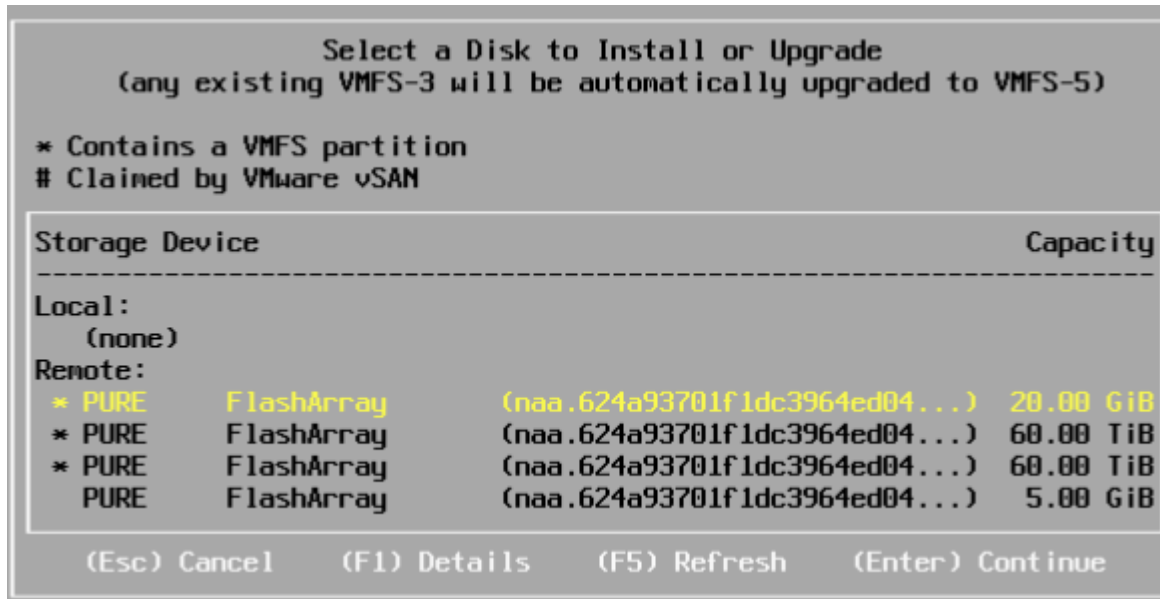 Select a Disk to Install or Upgrade
(any existing VMFS-3 will be automatically upgraded to VMFS-5)
* Contains a VMFS partition
# Claimed by VMware vSAN
Storage Device Capacity
--------------------------------------------------------------------------------
Local:
(none)
Remote:
* PURE FlashArray (naa.624a93701f1dc3964ed04...) 20.00 GiB
* PURE FlashArray (naa.624a93701f1dc3964ed04...) 60.00 TiB
* PURE FlashArray (naa.624a93701f1dc3964ed04...) 60.00 TiB
PURE FlashArray (naa.624a93701f1dc3964ed04...) 5.00 GiB
(Esc) Cancel (F1) Details (F5) Refresh (Enter) Continue